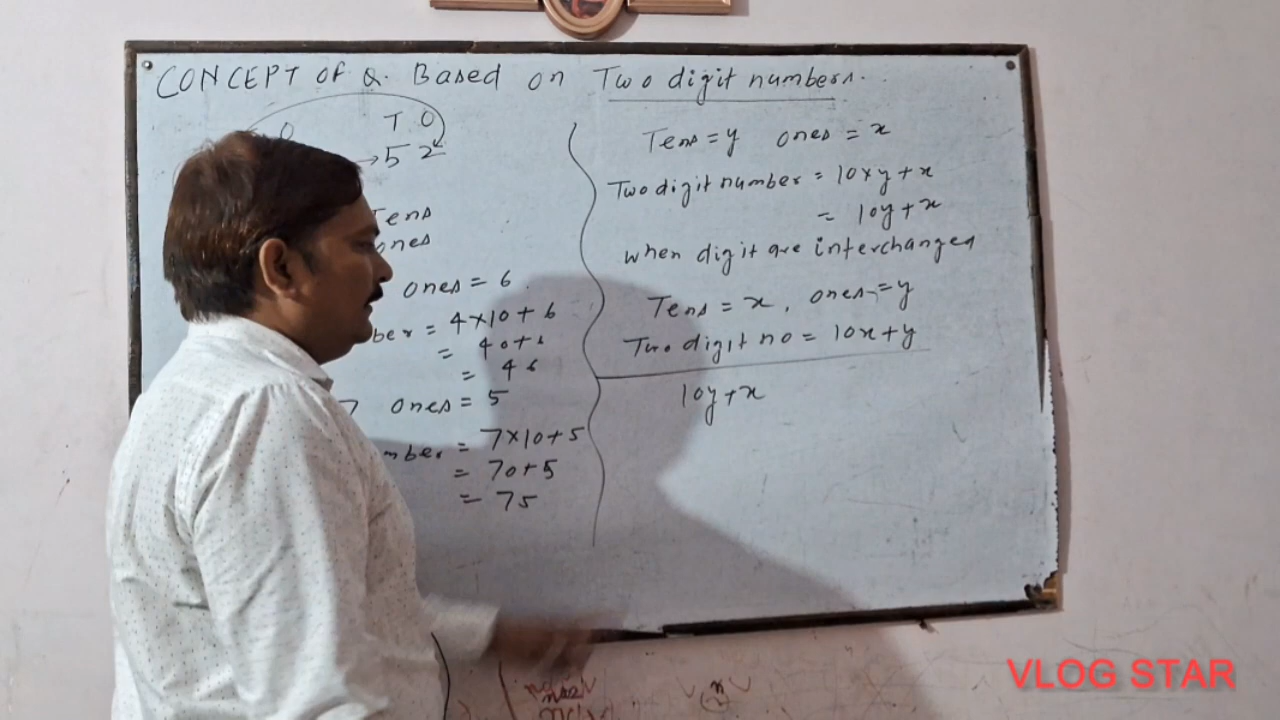 CONCEPT OF Q. Based on Two digit numbers.
O T O
5 2
Tens
ones
ones = 6
ber = 4×10+6
= 40+6
= 46
7 ones = 5
mber = 7×10+5
= 70+5
= 75
Tens = y ones = x
Two digit number = 10×y+x
= 10y+x
when digit are interchanged
Tens = x, ones = y
Two digit no = 10x+y
10y+x
VLOG STAR